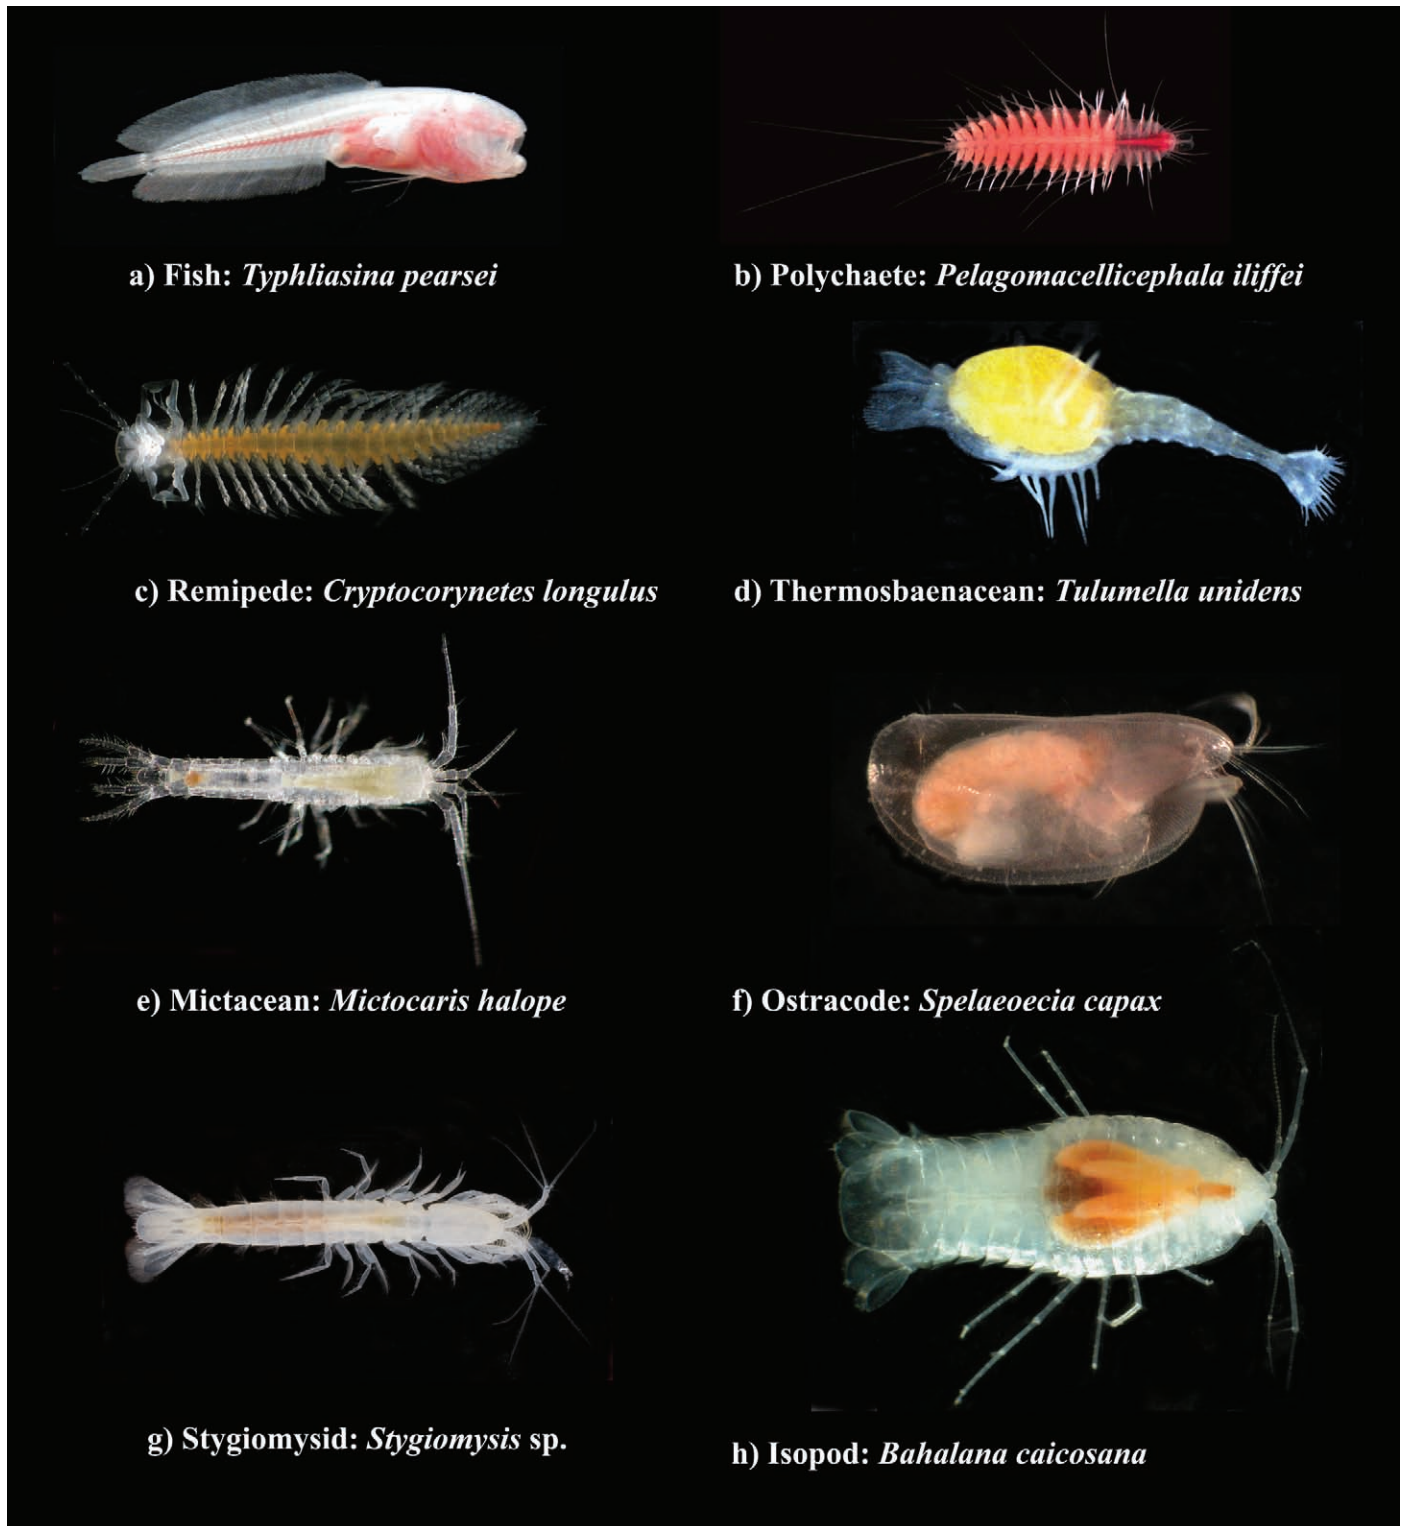 a) Fish: Typhliasina pearsei
b) Polychaete: Pelagomacellicephala iliffei
c) Remipede: Cryptocorynetes longulus
d) Thermosbaenacean: Tulumella unidens
e) Mictacean: Mictocaris halope
f) Ostracode: Spelaeoecia capax
g) Stygiomysid: Stygiomysis sp.
h) Isopod: Bahalana caicosana